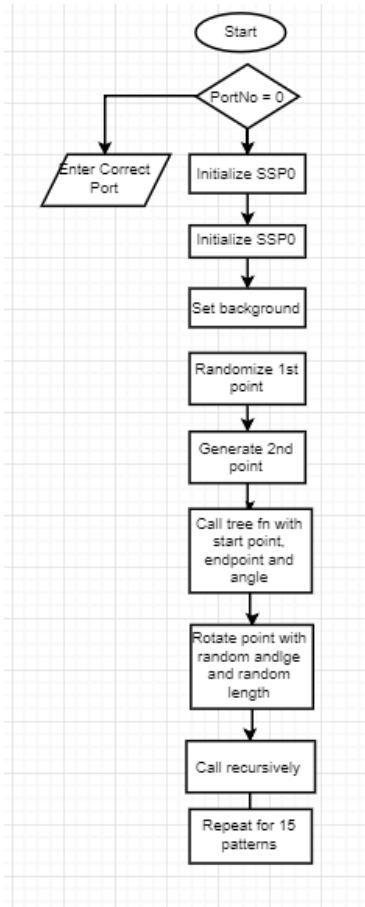 Start
PortNo = 0
Enter Correct
Port
Initialize SSP0
Initialize SSP0
Set background
Randomize 1st
point
Generate 2nd
point
Call tree fn with
start point,
endpoint and
angle
Rotate point with
random andlge
and random
length
Call recursively
Repeat for 15
patterns